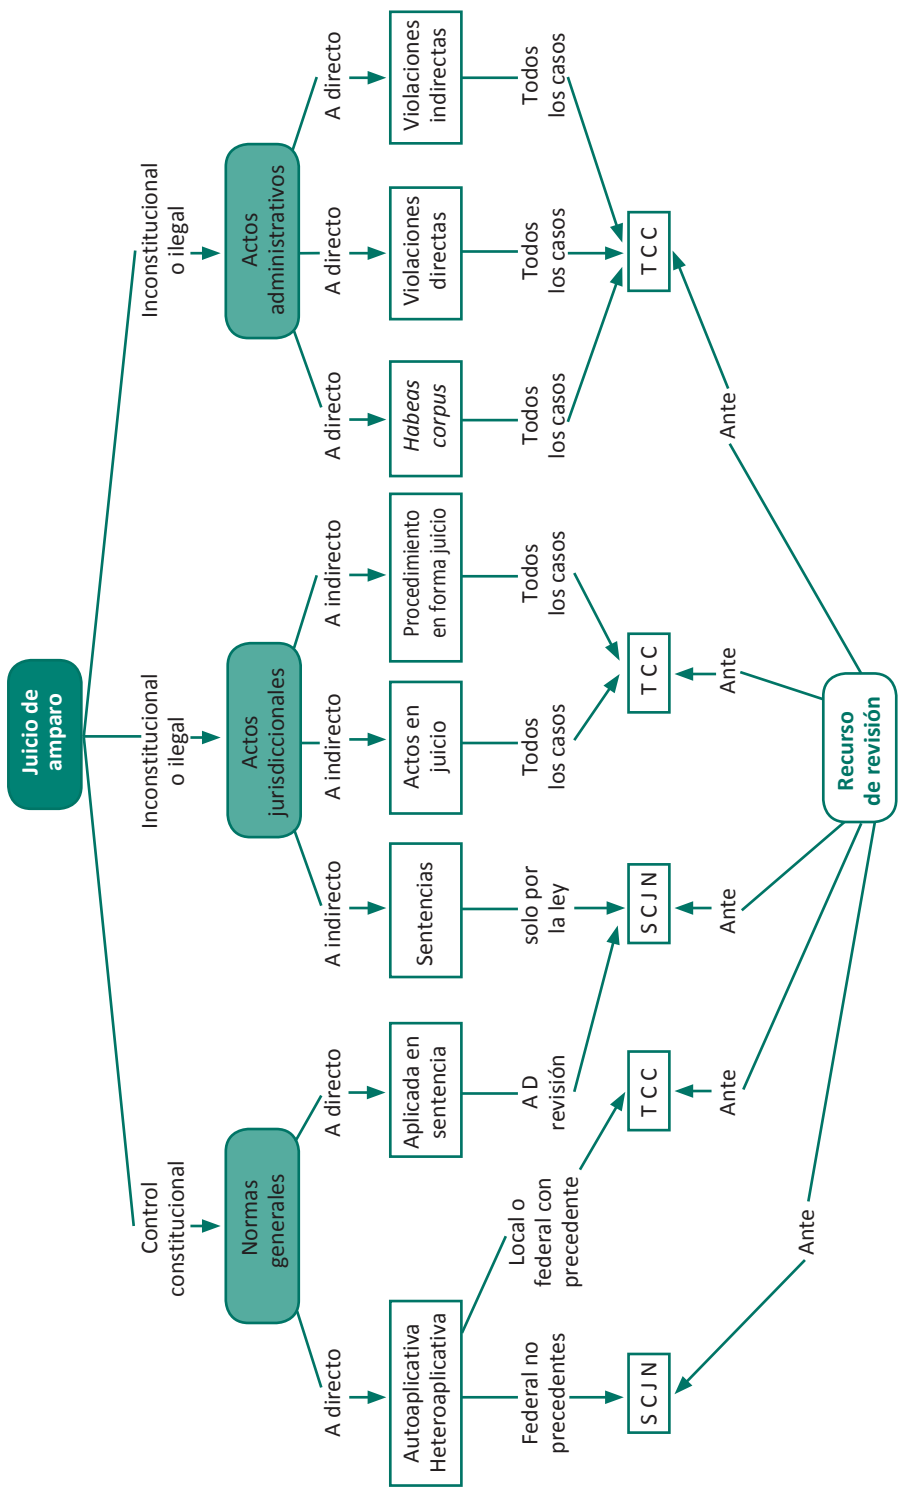 Juicio de
amparo
Control
constitucional
Inconstitucional
o ilegal
Inconstitucional
o ilegal
Normas
generales
Actos
jurisdiccionales
Actos
administrativos
A directo
A directo
A indirecto
A indirecto
A indirecto
A directo
A directo
A directo
Autoaplicativa
Heteroaplicativa
Aplicada en
sentencia
Sentencias
Actos en
juicio
Procedimiento
en forma juicio
Habeas
corpus
Violaciones
directas
Violaciones
indirectas
Federal no
precedentes
Local o
federal con
precedente
A D
revisión
solo por
la ley
Todos
los casos
Todos
los casos
Todos
los casos
Todos
los casos
Todos
los casos
S C J N
T C C
S C J N
T C C
T C C
Ante
Ante
Ante
Ante
Ante
Recurso
de revisión